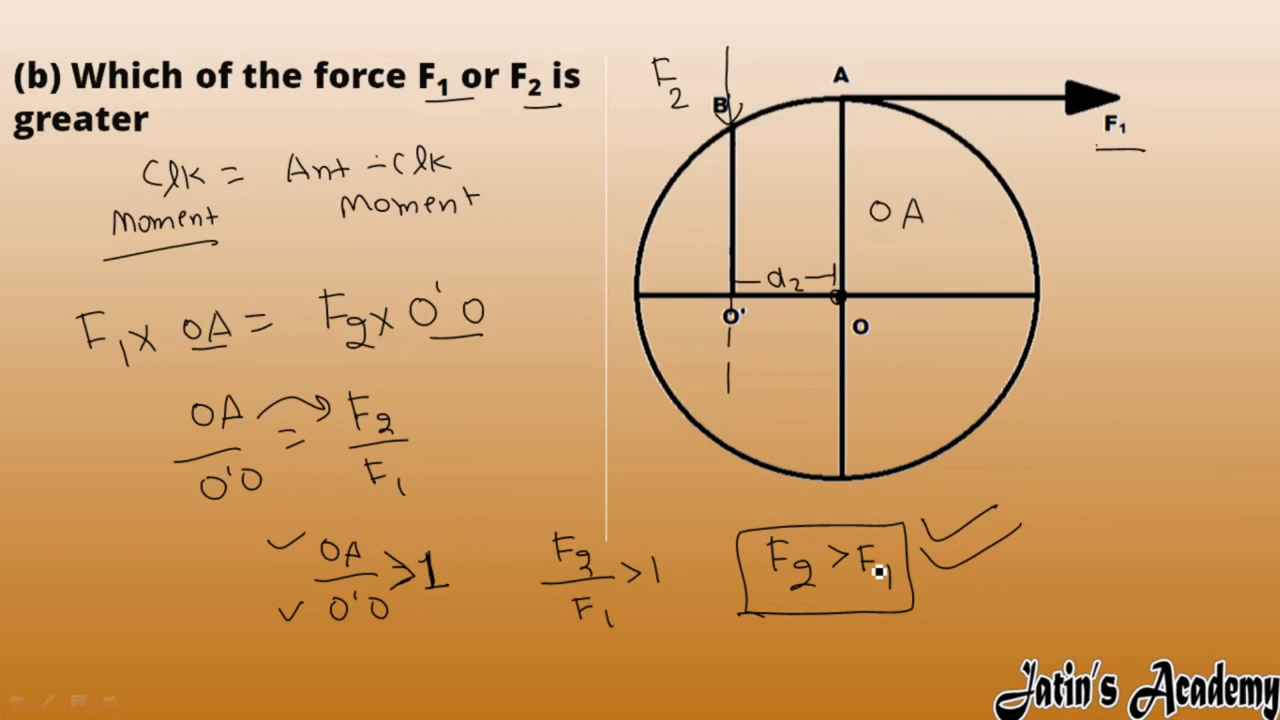 (b) Which of the force F₁ or F₂ is
greater
Clk = Ant-Clk
Moment Moment
F₁ × OA = F₂ × O'O
OA/O'O = F₂/F₁
OA/O'O > 1 F₂/F₁ > 1 F₂ > F₁
F₂
B
A
F₁
OA
d₂
O'
O
Jatin's Academy